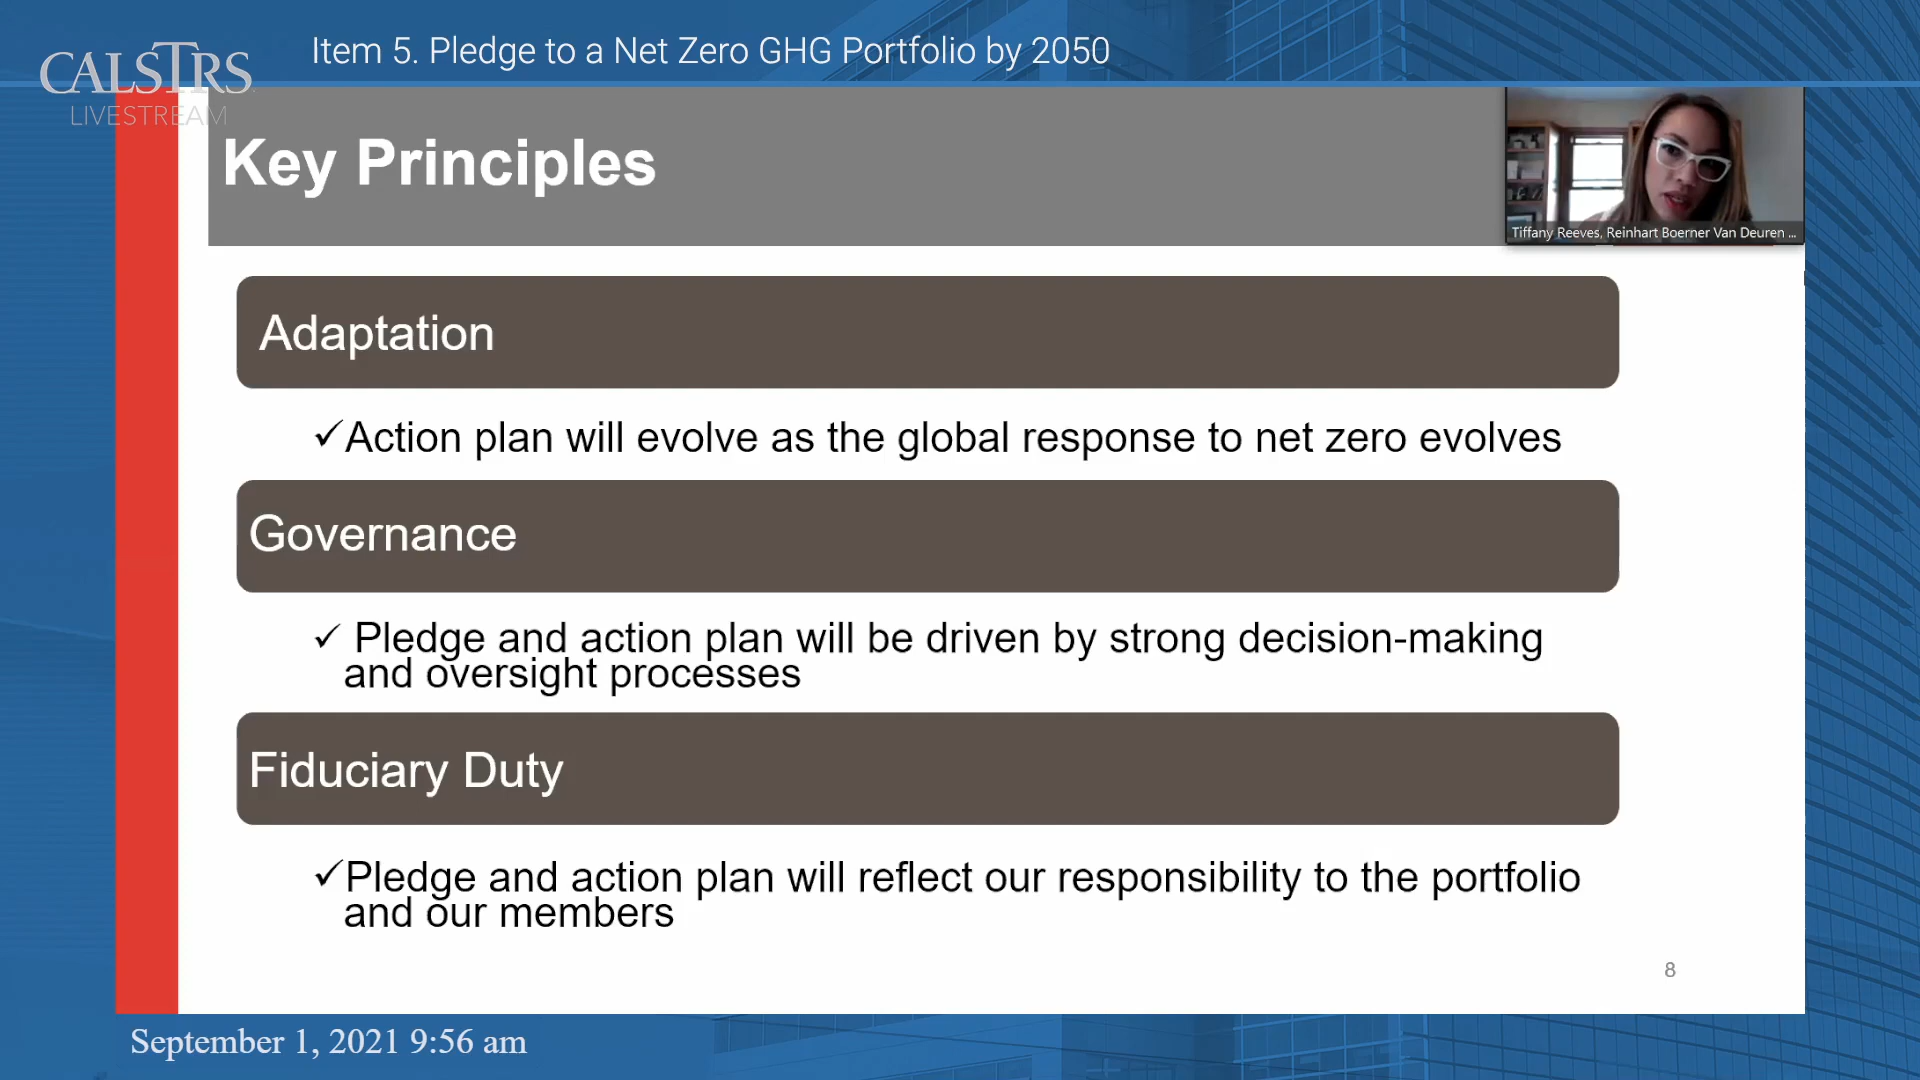 CALSTRS
LIVESTREAM
Item 5. Pledge to a Net Zero GHG Portfolio by 2050
Key Principles
Tiffany Reeves, Reinhart Boerner Van Deuren ...
Adaptation
✓Action plan will evolve as the global response to net zero evolves
Governance
✓ Pledge and action plan will be driven by strong decision-making
and oversight processes
Fiduciary Duty
✓Pledge and action plan will reflect our responsibility to the portfolio
and our members
8
September 1, 2021 9:56 am